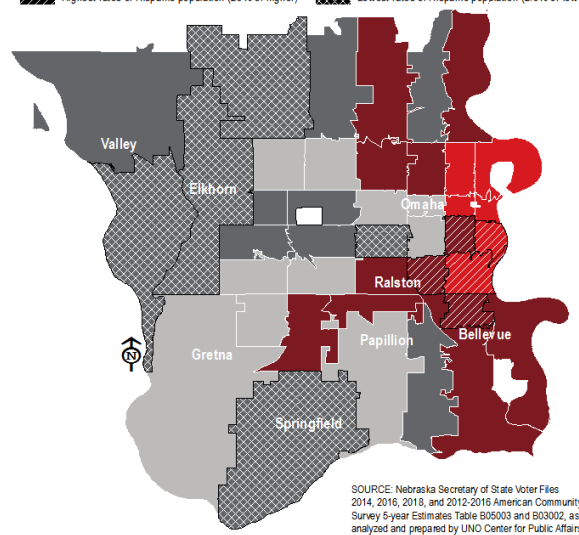 Valley
Elkhorn
Omaha
Ralston
N
Gretna
Papillion
Bellevue
Springfield
SOURCE: Nebraska Secretary of State Voter Files
2014, 2016, 2018, and 2012-2016 American Community
Survey 5-year Estimates Table B05003 and B03002, as
analyzed and prepared by UNO Center for Public Affairs